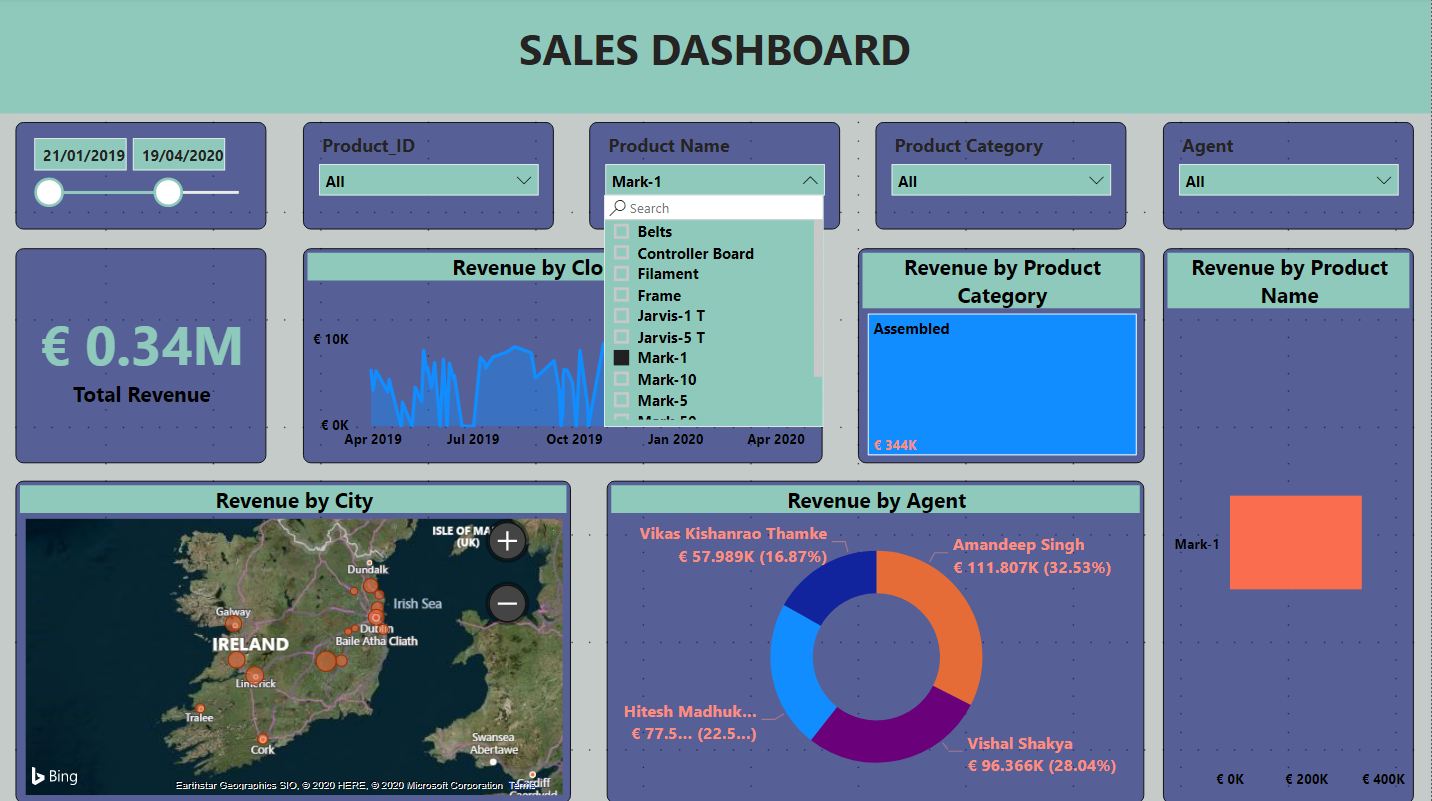 SALES DASHBOARD
21/01/2019
19/04/2020
Product_ID
All
Product Name
Mark-1
Search
Belts
Controller Board
Filament
Frame
Jarvis-1 T
Jarvis-5 T
Mark-1
Mark-10
Mark-5
Product Category
All
Agent
All
€ 0.34M
Total Revenue
Revenue by Clo
€ 10K
€ 0K
Apr 2019
Jul 2019
Oct 2019
Jan 2020
Apr 2020
Revenue by Product
Category
Assembled
€ 344K
Revenue by Product
Name
Mark-1
€ 0K
€ 200K
€ 400K
Revenue by City
ISLE OF MA
(UK)
Dundalk
Irish Sea
Galway
Dublin
Baile Atha Cliath
IRELAND
Limerick
Tralee
Cork
Swansea
Abertawe
Cardiff
Bing
Earthstar Geographics SIO, © 2020 HERE, © 2020 Microsoft Corporation Terms
Revenue by Agent
Vikas Kishanrao Thamke
€ 57.989K (16.87%)
Amandeep Singh
€ 111.807K (32.53%)
Hitesh Madhuk...
€ 77.5... (22.5...)
Vishal Shakya
€ 96.366K (28.04%)